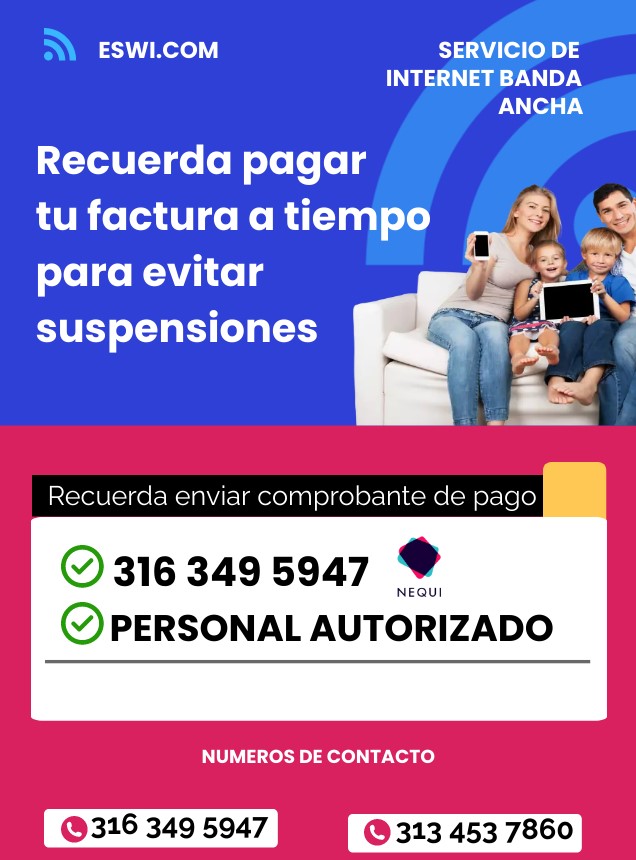 ESWI.COM
SERVICIO DE
INTERNET BANDA
ANCHA
Recuerda pagar
tu factura a tiempo
para evitar
suspensiones
Recuerda enviar comprobante de pago
316 349 5947
NEQUI
PERSONAL AUTORIZADO
NUMEROS DE CONTACTO
316 349 5947
313 453 7860